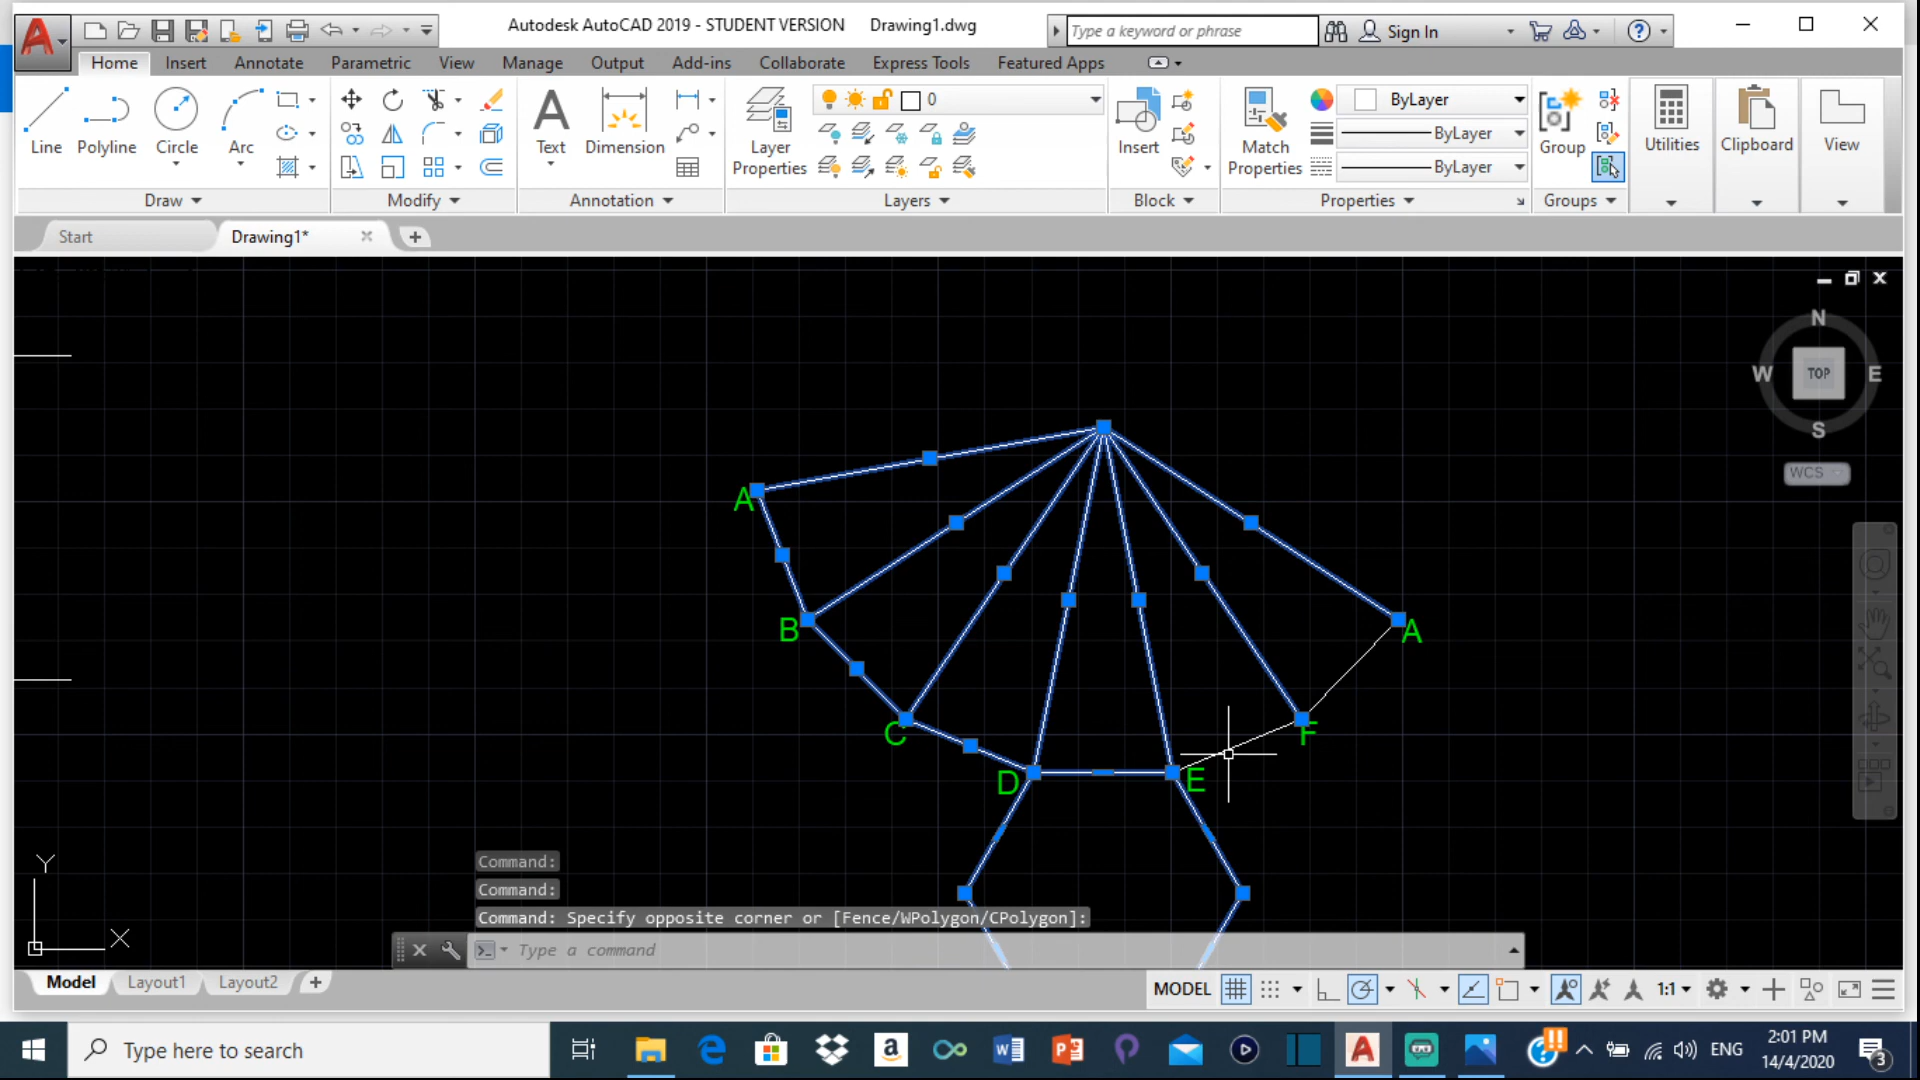 Autodesk AutoCAD 2019 - STUDENT VERSION Drawing1.dwg
Type a keyword or phrase
Sign In
Home Insert Annotate Parametric View Manage Output Add-ins Collaborate Express Tools Featured Apps
Line Polyline Circle Arc
Text Dimension
Layer Properties
0
Insert
Match Properties
ByLayer
ByLayer
ByLayer
Group
Utilities
Clipboard
View
Draw Modify Annotation Layers Block Properties Groups
Start Drawing1*
N
W TOP E
S
WCS
A
B
C
D
E
F
A
Y
X
Command:
Command:
Command: Specify opposite corner or [Fence/WPolygon/CPolygon]:
Type a command
Model Layout1 Layout2
MODEL 1:1
Type here to search
ENG
2:01 PM
14/4/2020
3